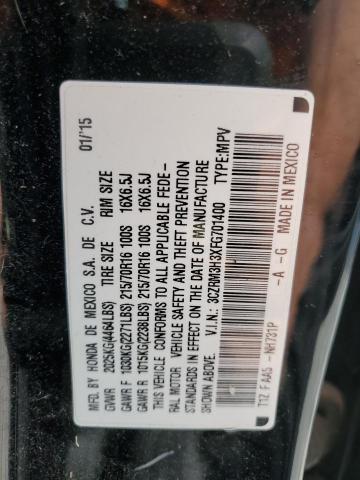 MFD. BY HONDA DE MEXICO S.A. DE C.V. 01/'15
GVWR 2025KG(4464LBS) TIRE SIZE RIM SIZE
GAWR F 1030KG(2271LBS) 215/70R16 100S 16X6.5J
GAWR R 1015KG(2238LBS) 215/70R16 100S 16X6.5J
THIS VEHICLE CONFORMS TO ALL APPLICABLE FEDE-
RAL MOTOR VEHICLE SAFETY AND THEFT PREVENTION
STANDARDS IN EFFECT ON THE DATE OF MANUFACTURE
SHOWN ABOVE.
V.I.N.: 3CZRM3H3XFG701400 TYPE:MPV
T1Z F AA5 -NH731P -A -G MADE IN MEXICO